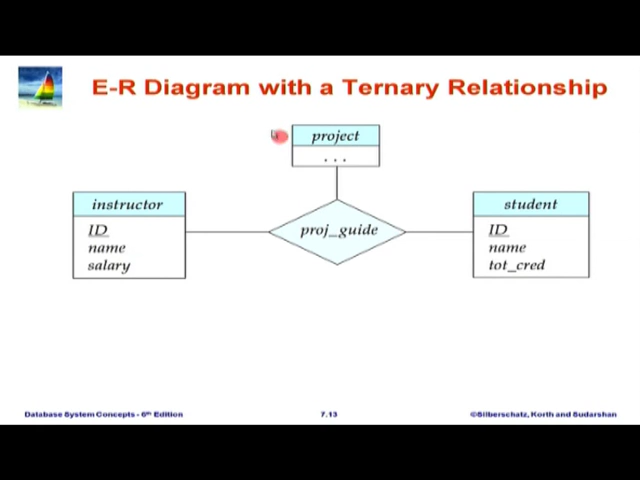 E-R Diagram with a Ternary Relationship
project
. . .
instructor
ID
name
salary
proj_guide
student
ID
name
tot_cred
Database System Concepts - 6th Edition
7.13
©Silberschatz, Korth and Sudarshan